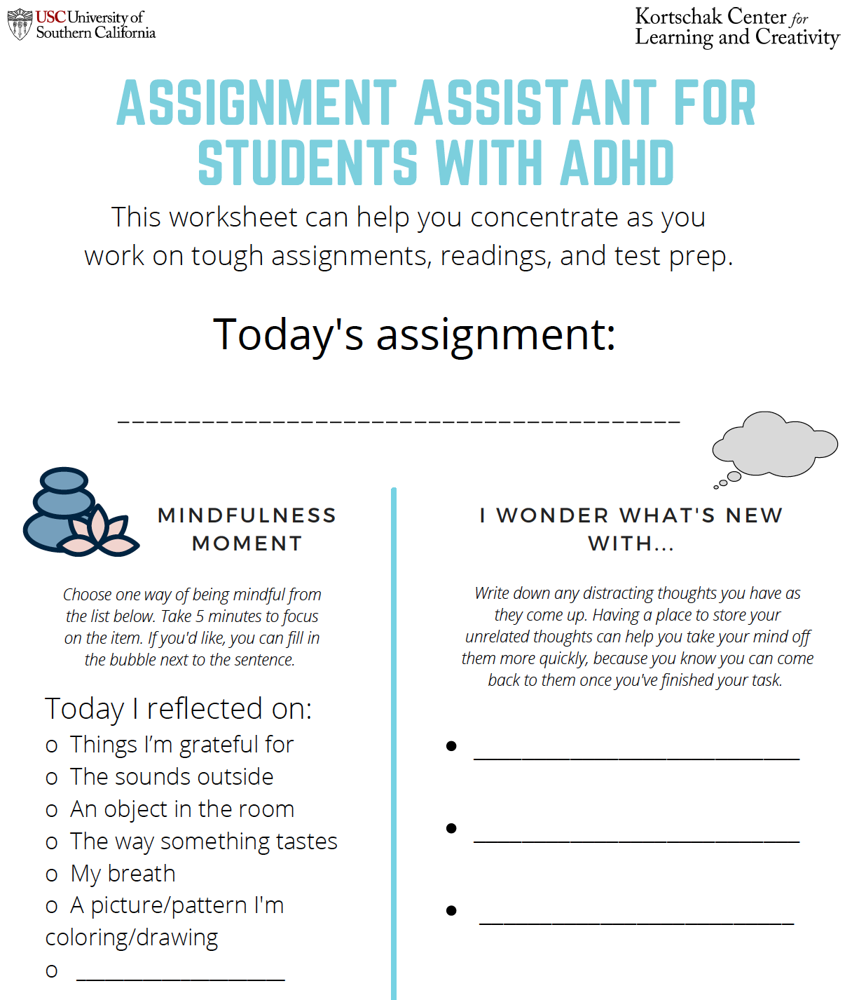 USC University of
Southern California
Kortschak Center for
Learning and Creativity
ASSIGNMENT ASSISTANT FOR
STUDENTS WITH ADHD
This worksheet can help you concentrate as you
work on tough assignments, readings, and test prep.
Today's assignment:
_______________________________________
MINDFULNESS
MOMENT
Choose one way of being mindful from
the list below. Take 5 minutes to focus
on the item. If you'd like, you can fill in
the bubble next to the sentence.
Today I reflected on:
o Things I’m grateful for
o The sounds outside
o An object in the room
o The way something tastes
o My breath
o A picture/pattern I'm
coloring/drawing
o __________________
I WONDER WHAT'S NEW
WITH...
Write down any distracting thoughts you have as
they come up. Having a place to store your
unrelated thoughts can help you take your mind off
them more quickly, because you know you can come
back to them once you've finished your task.
• ___________________________
• ___________________________
• __________________________